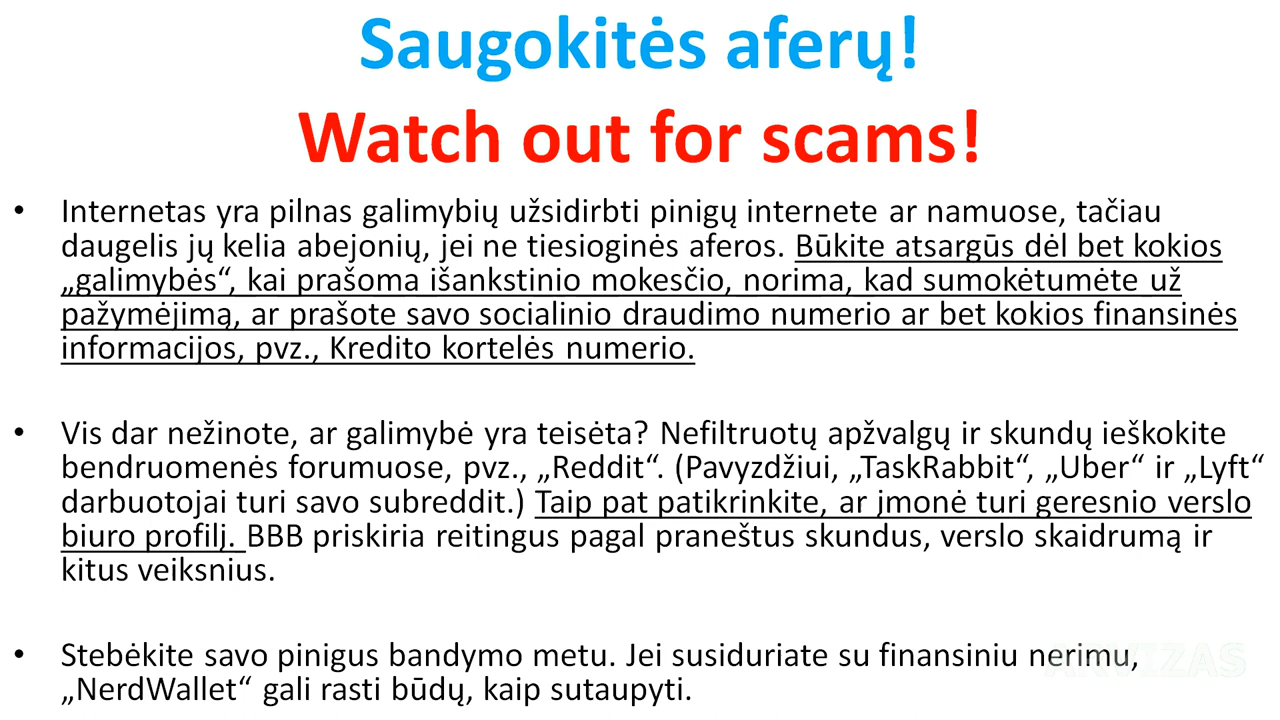 Saugokitės aferų!
Watch out for scams!
• Internetas yra pilnas galimybių užsidirbti pinigų internete ar namuose, tačiau
daugelis jų kelia abejonių, jei ne tiesioginės aferos. Būkite atsargūs dėl bet kokios
„galimybės“, kai prašoma išankstinio mokesčio, norima, kad sumokėtumėte už
pažymėjimą, ar prašote savo socialinio draudimo numerio ar bet kokios finansinės
informacijos, pvz., Kredito kortelės numerio.
• Vis dar nežinote, ar galimybė yra teisėta? Nefiltruotų apžvalgų ir skundų ieškokite
bendruomenės forumuose, pvz., „Reddit“. (Pavyzdžiui, „TaskRabbit“, „Uber“ ir „Lyft“
darbuotojai turi savo subreddit.) Taip pat patikrinkite, ar įmonė turi geresnio verslo
biuro profilį. BBB priskiria reitingus pagal praneštus skundus, verslo skaidrumą ir
kitus veiksnius.
• Stebėkite savo pinigus bandymo metu. Jei susiduriate su finansiniu nerimu,
„NerdWallet“ gali rasti būdų, kaip sutaupyti.